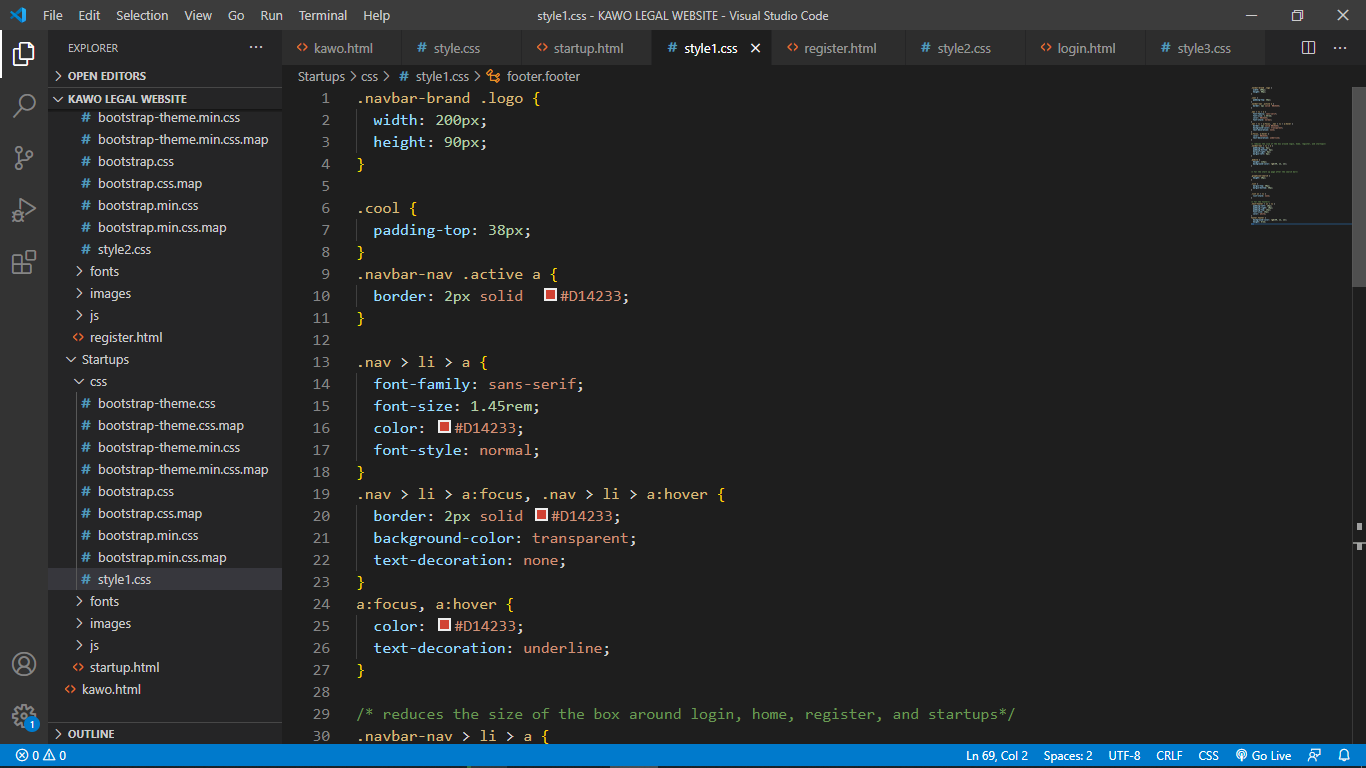 File Edit Selection View Go Run Terminal Help style1.css - KAWO LEGAL WEBSITE - Visual Studio Code
EXPLORER
kawo.html style.css startup.html style1.css register.html style2.css login.html style3.css
OPEN EDITORS
KAWO LEGAL WEBSITE
bootstrap-theme.min.css
bootstrap-theme.min.css.map
bootstrap.css
bootstrap.css.map
bootstrap.min.css
bootstrap.min.css.map
style2.css
fonts
images
js
register.html
Startups
css
bootstrap-theme.css
bootstrap-theme.css.map
bootstrap-theme.min.css
bootstrap-theme.min.css.map
bootstrap.css
bootstrap.css.map
bootstrap.min.css
bootstrap.min.css.map
style1.css
fonts
images
js
startup.html
kawo.html
OUTLINE
1
Startups > css > # style1.css > footer.footer
1 .navbar-brand .logo {
2 width: 200px;
3 height: 90px;
4 }
5
6 .cool {
7 padding-top: 38px;
8 }
9 .navbar-nav .active a {
10 border: 2px solid #D14233;
11 }
12
13 .nav > li > a {
14 font-family: sans-serif;
15 font-size: 1.45rem;
16 color: #D14233;
17 font-style: normal;
18 }
19 .nav > li > a:focus, .nav > li > a:hover {
20 border: 2px solid #D14233;
21 background-color: transparent;
22 text-decoration: none;
23 }
24 a:focus, a:hover {
25 color: #D14233;
26 text-decoration: underline;
27 }
28
29 /* reduces the size of the box around login, home, register, and startups*/
30 .navbar-nav > li > a {
0 0 Ln 69, Col 2 Spaces: 2 UTF-8 CRLF CSS Go Live